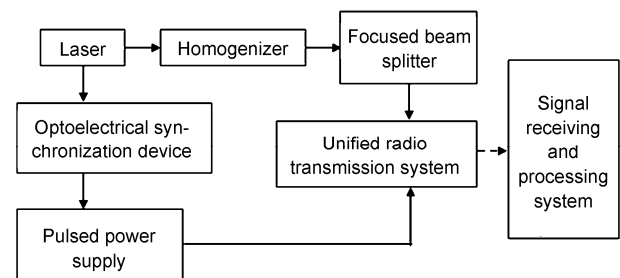 Laser
Homogenizer
Focused beam
splitter
Optoelectrical syn-
chronization device
Unified radio
transmission system
Signal
receiving
and
processing
system
Pulsed power
supply